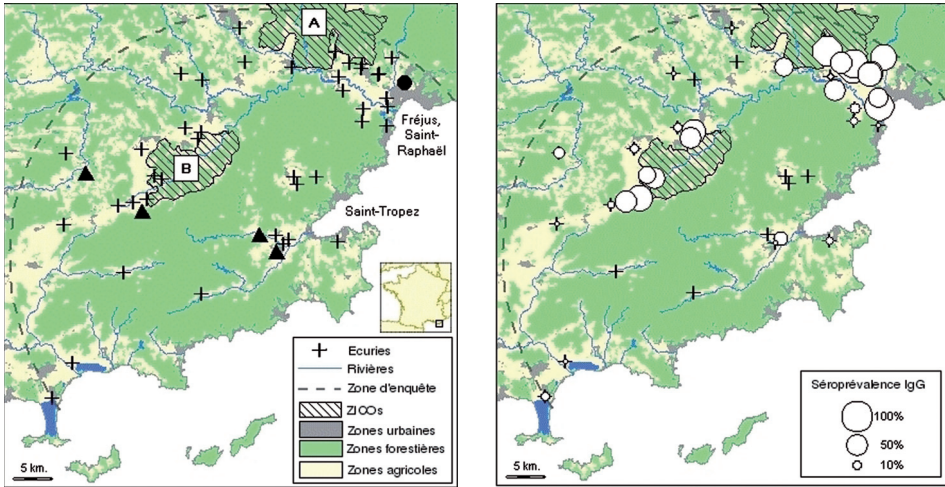 A
B
Fréjus,
Saint-
Raphaël
Saint-Tropez
Ecuries
Rivières
Zone d'enquête
ZICOs
Zones urbaines
Zones forestières
Zones agricoles
5 km.
Séroprévalence IgG
100%
50%
10%
5 km.